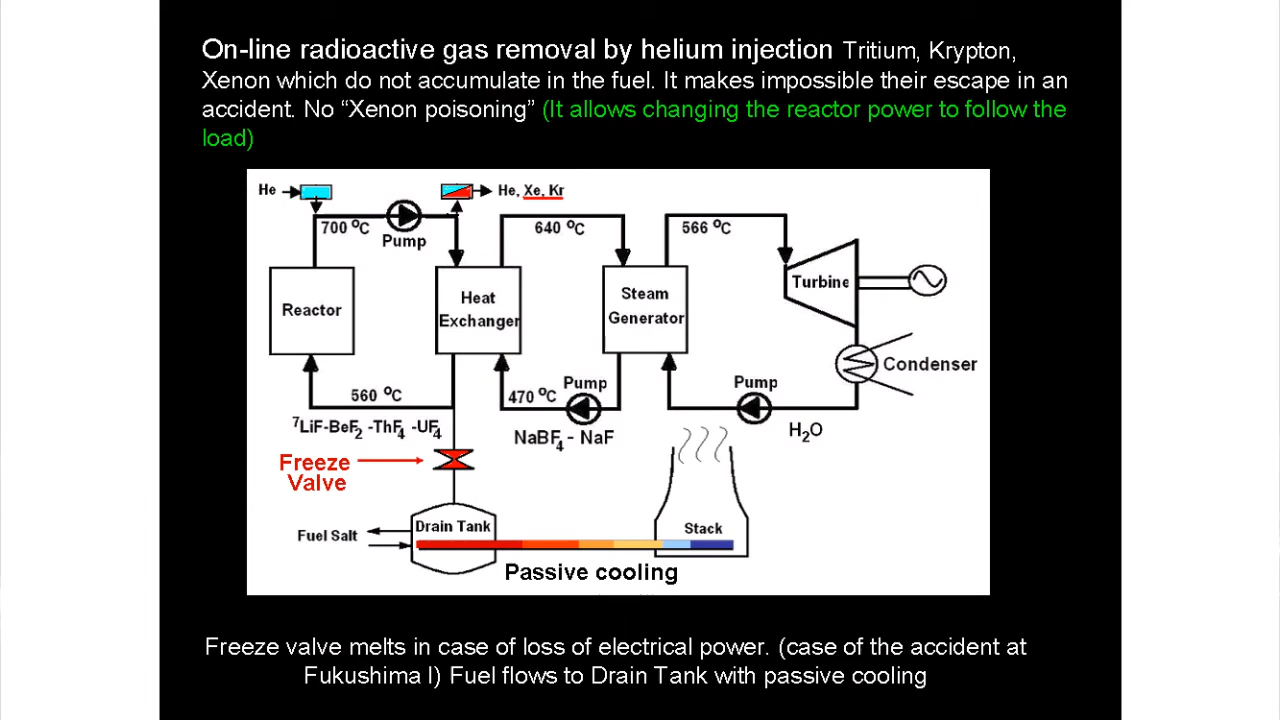 On-line radioactive gas removal by helium injection Tritium, Krypton,
Xenon which do not accumulate in the fuel. It makes impossible their escape in an
accident. No “Xenon poisoning” (It allows changing the reactor power to follow the
load)
He
He, Xe, Kr
700 ºC
Pump
640 ºC
566 ºC
Reactor
Heat
Exchanger
Steam
Generator
Turbine
Condenser
560 ºC
470 ºC
Pump
Pump
⁷LiF-BeF₂ -ThF₄ -UF₄
NaBF₄ - NaF
H₂O
Freeze
Valve
Fuel Salt
Drain Tank
Stack
Passive cooling
Freeze valve melts in case of loss of electrical power. (case of the accident at
Fukushima I) Fuel flows to Drain Tank with passive cooling